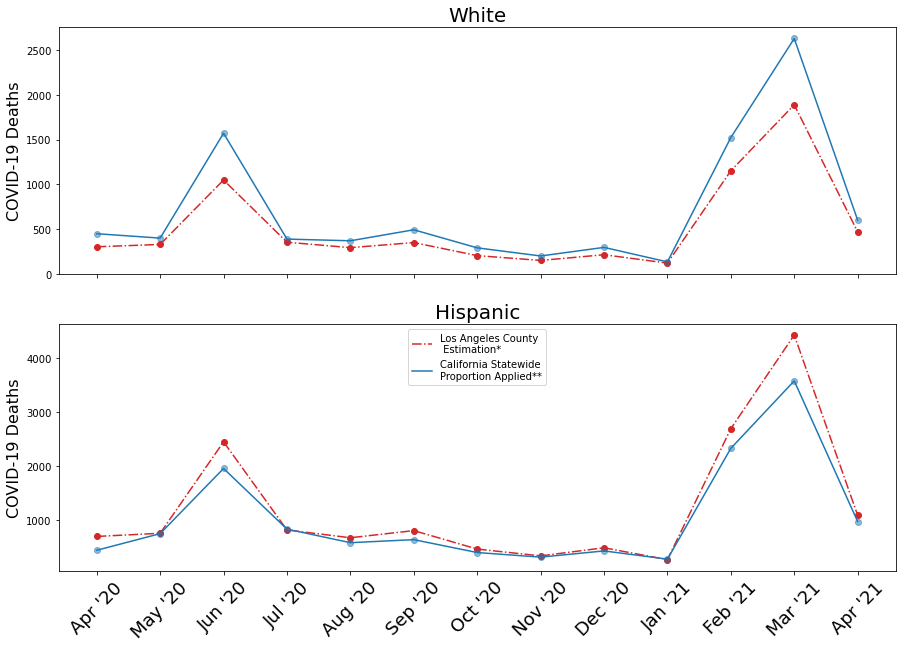 White
COVID-19 Deaths
2500
2000
1500
1000
500
0
Hispanic
COVID-19 Deaths
4000
3000
2000
1000
Los Angeles County
Estimation*
California Statewide
Proportion Applied**
Apr '20 May '20 Jun '20 Jul '20 Aug '20 Sep '20 Oct '20 Nov '20 Dec '20 Jan '21 Feb '21 Mar '21 Apr '21